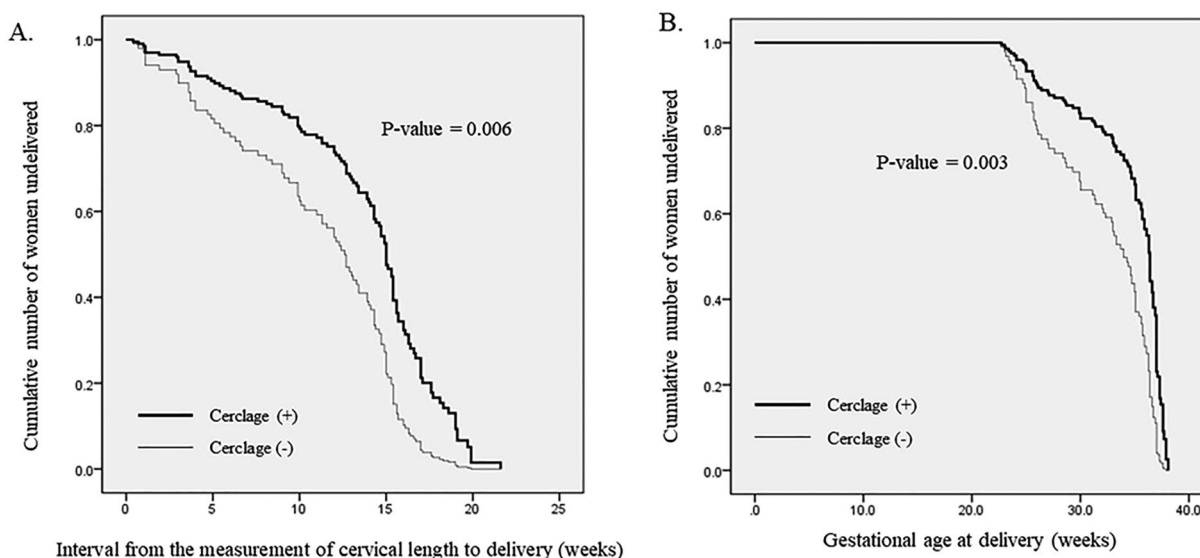 A.
Cumulative number of women undelivered
1.0
0.8
0.6
0.4
0.2
0.0
P-value = 0.006
Cerclage (+)
Cerclage (-)
0 5 10 15 20 25
Interval from the measurement of cervical length to delivery (weeks)
B.
Cumulative number of women undelivered
1.0
0.8
0.6
0.4
0.2
0.0
P-value = 0.003
Cerclage (+)
Cerclage (-)
.0 10.0 20.0 30.0 40.0
Gestational age at delivery (weeks)